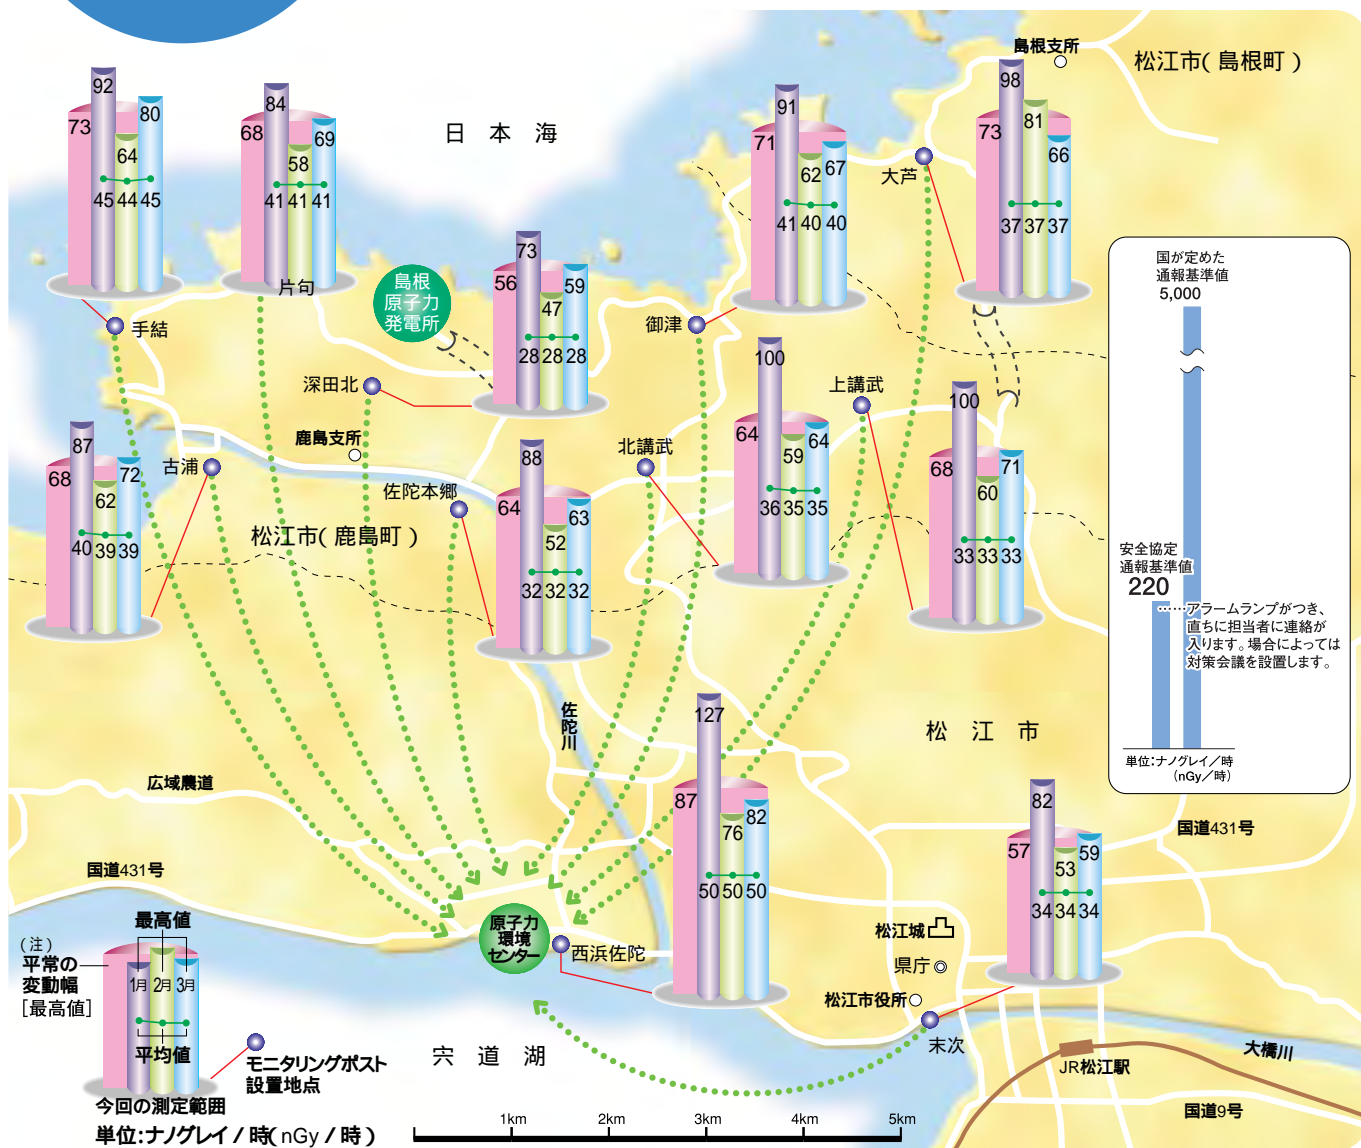 島根支所
松江市(島根町)
日本海
92
73
80
64
45
44
45
手結
84
68
69
58
41
41
41
片句
島根
原子力
発電所
73
56
59
47
28
28
28
深田北
91
71
67
62
41
40
40
御津
大芦
98
73
81
66
37
37
37
国が定めた
通報基準値
5,000
安全協定
通報基準値
220
……アラームランプがつき、
直ちに担当者に連絡が
入ります。場合によっては
対策会議を設置します。
単位:ナノグレイ/時
(nGy/時)
鹿島支所
87
68
72
62
40
39
39
古浦
佐陀本郷
松江市(鹿島町)
88
64
63
52
32
32
32
北講武
100
64
64
59
36
35
35
上講武
100
68
71
60
33
33
33
佐陀川
松江市
広域農道
国道431号
127
87
82
76
50
50
50
原子力
環境
センター
西浜佐陀
82
57
59
53
34
34
34
国道431号
松江城
県庁
松江市役所
末次
大橋川
JR松江駅
国道9号
宍道湖
最高値
(注)
平常の
変動幅
[最高値]
1月
2月
3月
平均値
モニタリングポスト
設置地点
今回の測定範囲
単位:ナノグレイ/時(nGy/時)
1km
2km
3km
4km
5km